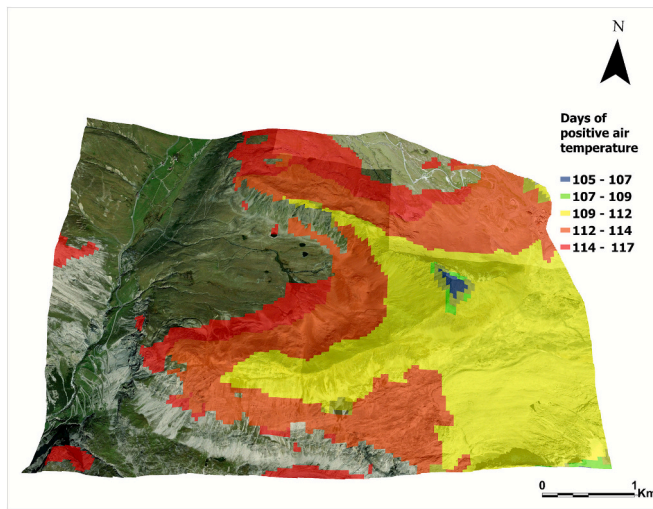 N
Days of
positive air
temperature
105 - 107
107 - 109
109 - 112
112 - 114
114 - 117
0 1
Km